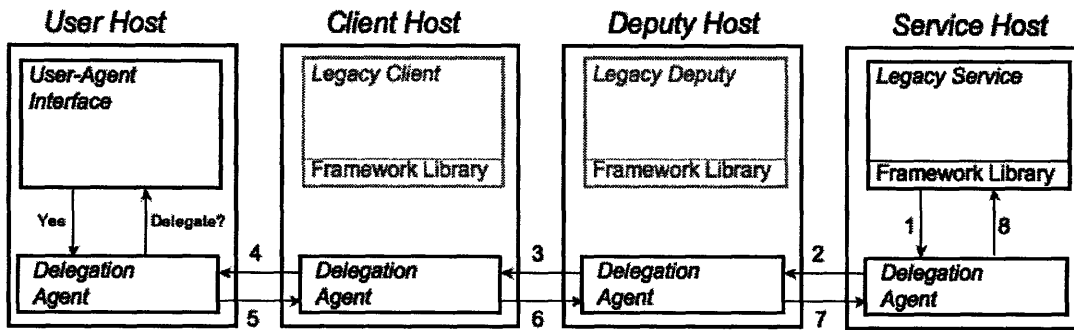 User Host
Client Host
Deputy Host
Service Host
User-Agent
Interface
Legacy Client
Legacy Deputy
Legacy Service
Framework Library
Framework Library
Framework Library
Yes
Delegate?
4
3
2
1
8
Delegation
Agent
Delegation
Agent
Delegation
Agent
Delegation
Agent
5
6
7